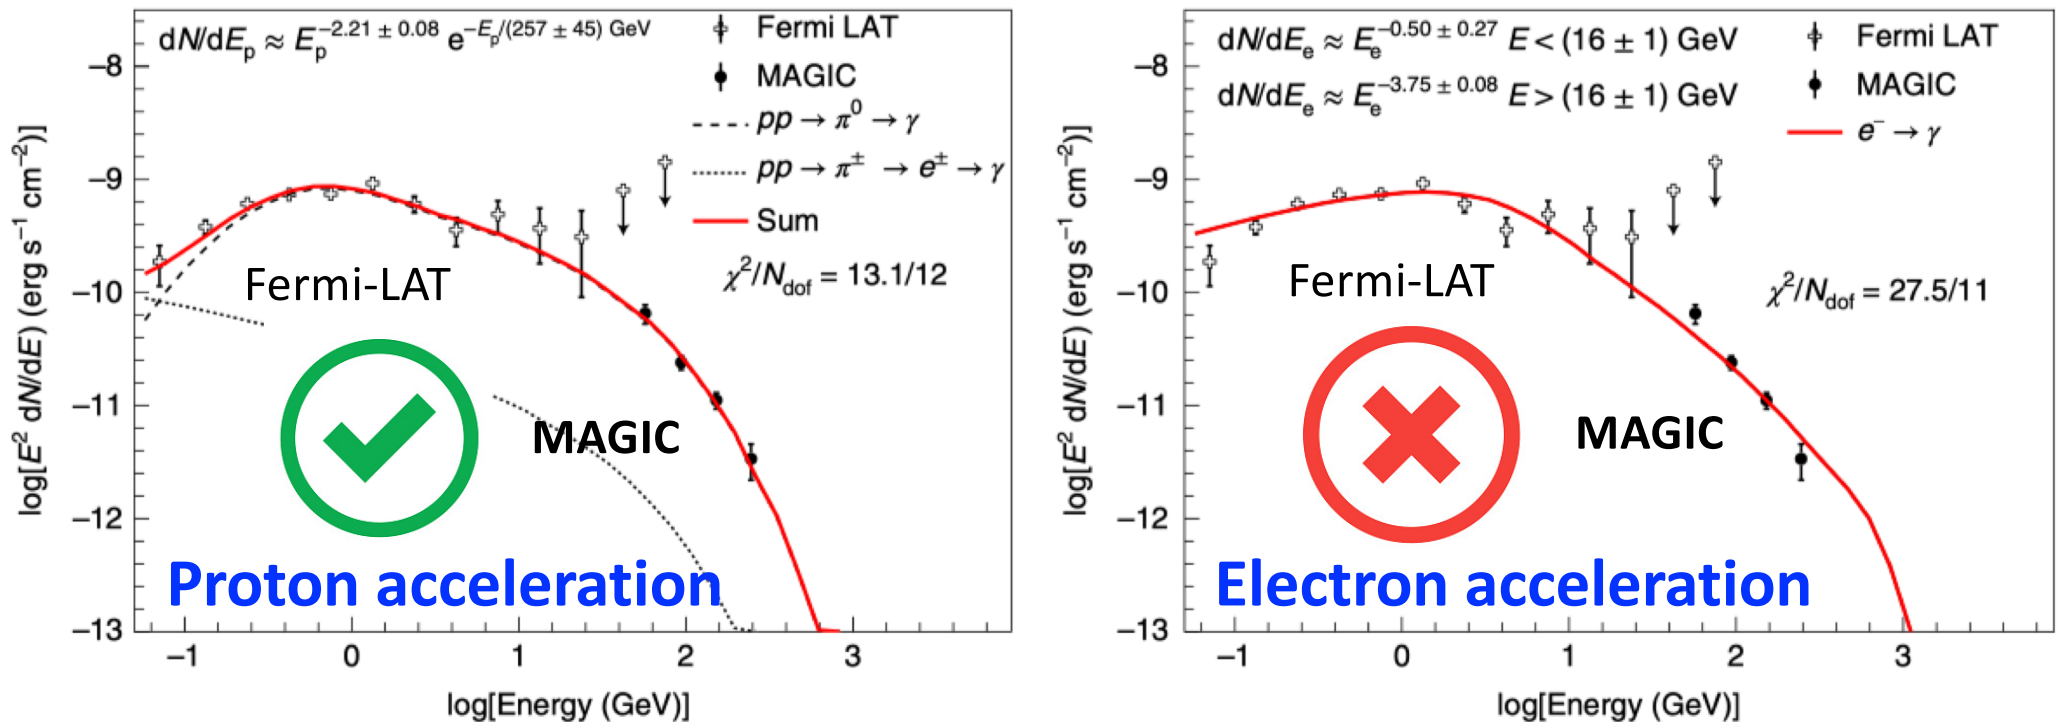 dN/dEp ≈ Ep^−2.21 ± 0.08 e^−Ep/(257 ± 45) GeV
Fermi LAT
MAGIC
pp → π⁰ → γ
pp → π± → e± → γ
Sum
χ²/Ndof = 13.1/12
Fermi-LAT
MAGIC
Proton acceleration
log[E² dN/dE) (erg s⁻¹ cm⁻²)]
−8
−9
−10
−11
−12
−13
−1 0 1 2 3
log[Energy (GeV)]
dN/dEe ≈ Ee^−0.50 ± 0.27 E < (16 ± 1) GeV
dN/dEe ≈ Ee^−3.75 ± 0.08 E > (16 ± 1) GeV
Fermi LAT
MAGIC
e⁻ → γ
χ²/Ndof = 27.5/11
Fermi-LAT
MAGIC
Electron acceleration
log[E² dN/dE) (erg s⁻¹ cm⁻²)]
−8
−9
−10
−11
−12
−13
−1 0 1 2 3
log[Energy (GeV)]